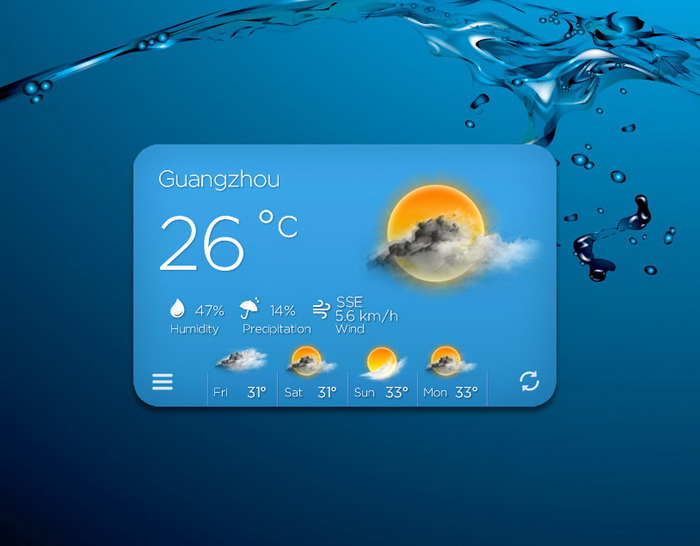 Guangzhou
26 °C
47% 14% SSE
5.6 km/h
Humidity Precipitation Wind
Fri 31° Sat 31° Sun 33° Mon 33°